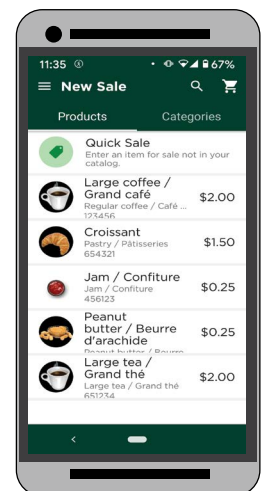 11:35
67%
New Sale
Products
Categories
Quick Sale
Enter an item for sale not in your
catalog.
Large coffee /
Grand café
$2.00
Regular coffee / Café ...
123456
Croissant
$1.50
Pastry / Pâtisseries
654321
Jam / Confiture
$0.25
Jam / Confiture
456123
Peanut
butter / Beurre
$0.25
d'arachide
Peanut butter / Beurre
Large tea /
Grand thé
$2.00
Large tea / Grand thé
651234